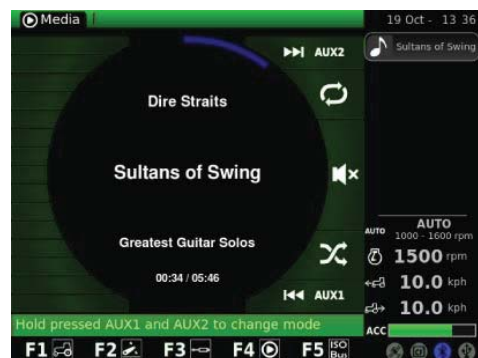 Media
19 Oct - 13 36
AUX2
Sultans of Swing
Dire Straits
Sultans of Swing
Greatest Guitar Solos
00:34 / 05:46
AUX1
AUTO
AUTO
1000 - 1600 rpm
1500 rpm
10.0 kph
10.0 kph
ACC
Hold pressed AUX1 and AUX2 to change mode
F1 F2 F3 F4 F5 ISO Bus